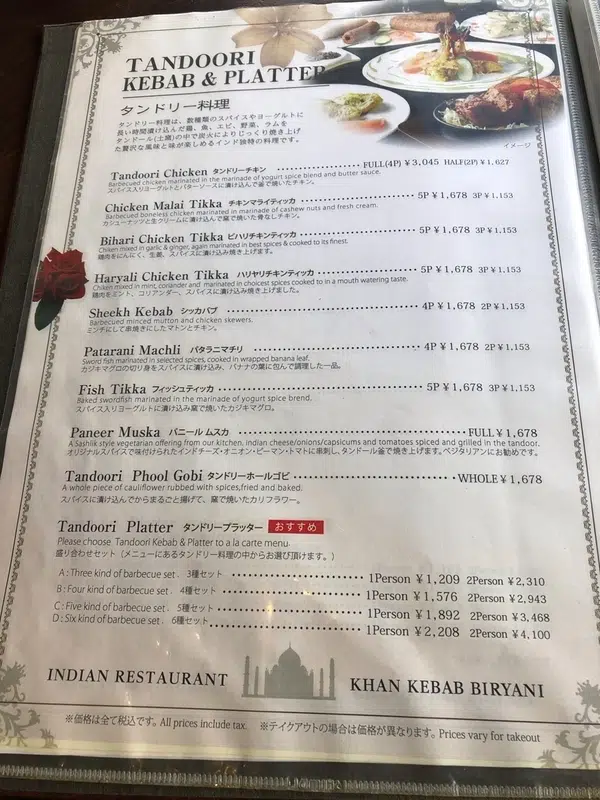 TANDOORI
KEBAB & PLATTER
タンドリー料理
タンドリー料理は、数種類のスパイスやヨーグルトに
長い時間漬け込んだ鶏、魚、エビ、野菜、ラムを
タンドール(土窯)で炭火によりじっくり焼き上げ
た贅沢な風味と味が楽しめるインド独特の料理です。
イメージ
Tandoori Chicken タンドリーチキン FULL(4P) ¥3,045 HALF(2P) ¥1,627
Barbecued chicken marinated in the marinade of yogurt spice blend and butter sauce.
スパイス入りヨーグルトとバターソースに漬け込んで釜で焼いたチキン。
Chicken Malai Tikka チキンマライティッカ 5P ¥1,678 3P ¥1,153
Barbecued boneless chicken marinated in marinade of cashew nuts and fresh cream.
カシューナッツと生クリームに漬け込んで窯で焼いた骨なしチキン。
Bihari Chicken Tikka ビハリチキンティッカ 5P ¥1,678 3P ¥1,153
Chiken mixed in garlic & ginger, again marinated in best spices & cooked to its finest.
鶏肉をにんにく、生姜、スパイスに漬け込み焼き上げます。
Haryali Chicken Tikka ハリヤリチキンティッカ 5P ¥1,678 3P ¥1,153
Chiken mixed in mint, coriander and marinated in choicest spices cooked to in a mouth watering taste.
鶏肉をミント、コリアンダー、スパイスに漬け込み焼き上げました。
Sheekh Kebab シッカバブ 4P ¥1,678 2P ¥1,153
Barbecued minced mutton and chicken skewers.
ミンチにして串焼きにしたマトンとチキン。
Patarani Machli パタラニマチリ 4P ¥1,678 2P ¥1,153
Sword fish marinated in selected spices, cooked in wrapped banana leaf.
カジキマグロの切り身をスパイスに漬け込み、バナナの葉に包んで調理した一品。
Fish Tikka フィッシュティッカ 5P ¥1,678 3P ¥1,153
Baked swordfish marinated in the marinade of yogurt spice brend.
スパイス入りヨーグルトに漬け込み窯で焼いたカジキマグロ。
Paneer Muska パニール ムスカ FULL ¥1,678
A Sashlik style vegetarian offering from our kitchen. indian cheese/onions/capsicums and tomatoes spiced and grilled in the tandoor.
オリジナルスパイスで味付けられたインドチーズ・オニオン・ピーマン・トマトに串刺し、タンドール釜で焼き上げます。ベジタリアンにお勧めです。
Tandoori Phool Gobi タンドリーホールゴビ WHOLE ¥1,678
A whole piece of cauliflower rubbed with spices,fried and baked.
スパイスに漬け込んでからまるごと揚げて、窯で焼いたカリフラワー。
Tandoori Platter タンドリープラッター おすすめ
Please choose Tandoori Kebab & Platter to a la carte menu.
盛り合わせセット (メニューにあるタンドリー料理の中からお選び頂けます。)
A : Three kind of barbecue set . 3種セット 1Person ¥1,209 2Person ¥2,310
B : Four kind of barbecue set . 4種セット 1Person ¥1,576 2Person ¥2,943
C : Five kind of barbecue set . 5種セット 1Person ¥1,892 2Person ¥3,468
D : Six kind of barbecue set . 6種セット 1Person ¥2,208 2Person ¥4,100
INDIAN RESTAURANT KHAN KEBAB BIRYANI
※価格は全て税込です。All prices include tax. ※テイクアウトの場合は価格が異なります。Prices vary for takeout